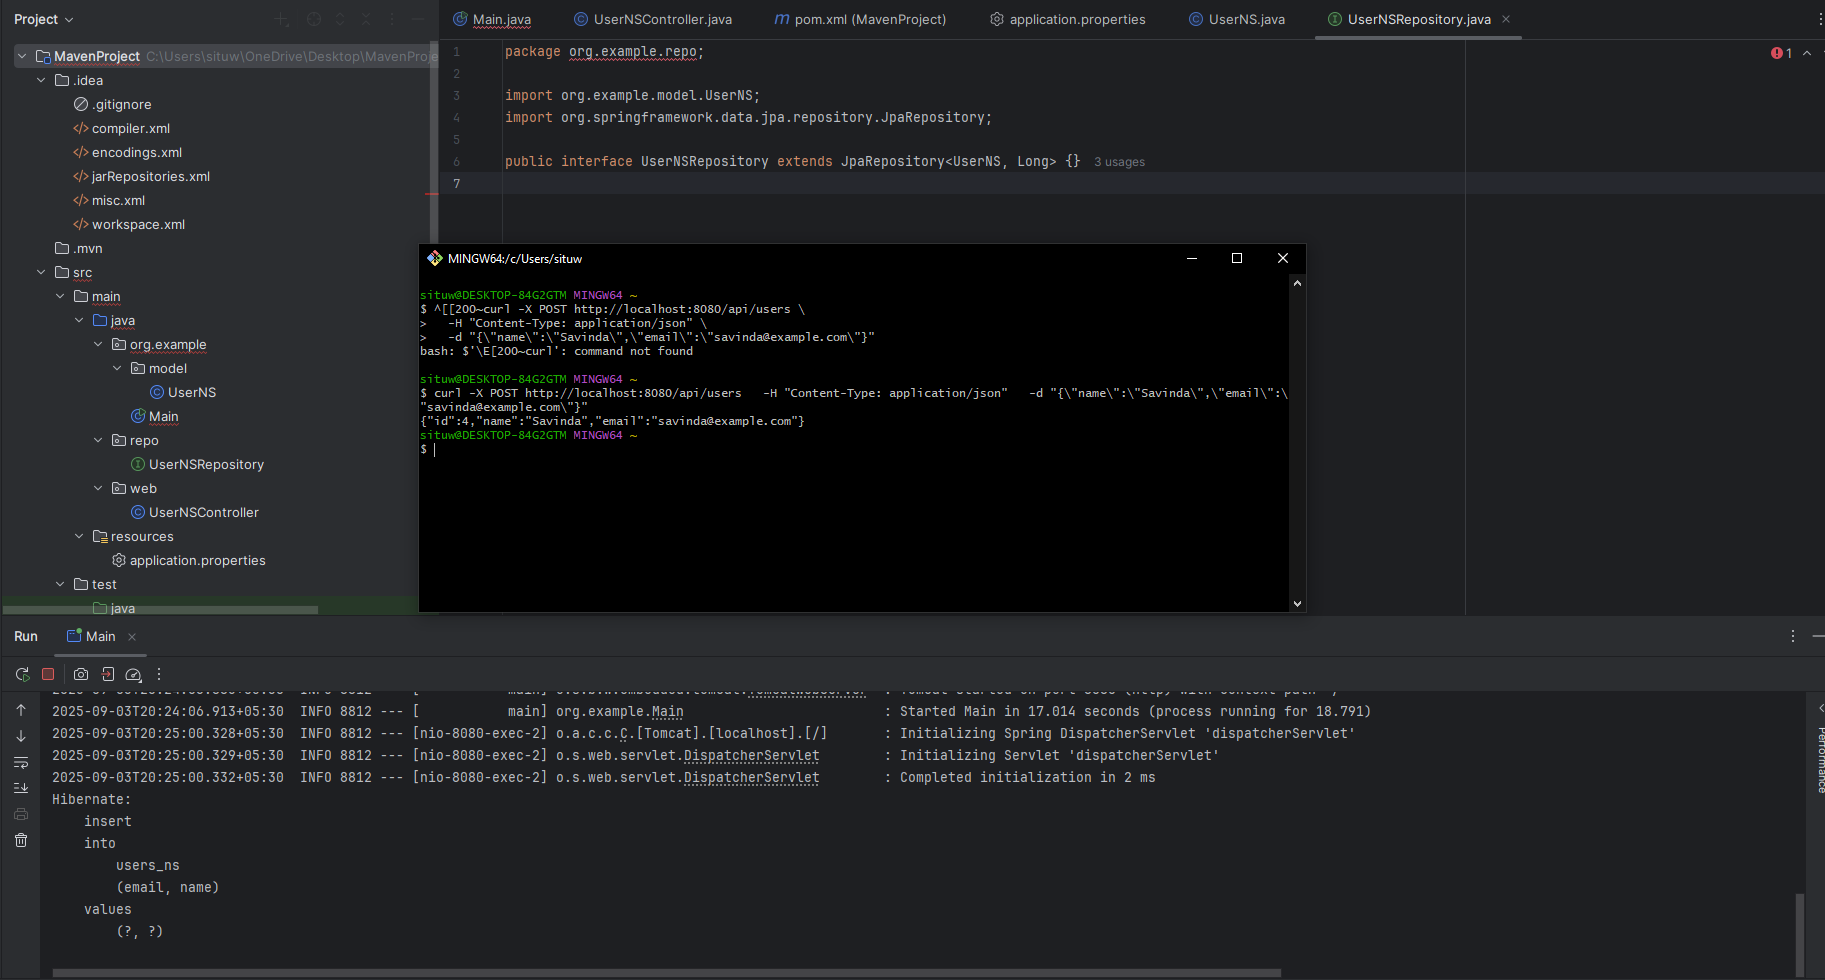 Project
Main.java
UserNSController.java
pom.xml (MavenProject)
application.properties
UserNS.java
UserNSRepository.java
MavenProject C:\Users\situw\OneDrive\Desktop\MavenProje
.idea
.gitignore
compiler.xml
encodings.xml
jarRepositories.xml
misc.xml
workspace.xml
.mvn
src
main
java
org.example
model
UserNS
Main
repo
UserNSRepository
web
UserNSController
resources
application.properties
test
java
1 package org.example.repo;
2
3 import org.example.model.UserNS;
4 import org.springframework.data.jpa.repository.JpaRepository;
5
6 public interface UserNSRepository extends JpaRepository<UserNS, Long> {} 3 usages
7
1
MINGW64:/c/Users/situw
situw@DESKTOP-84G2GTM MINGW64 ~
$ ^[[200~curl -X POST http://localhost:8080/api/users \
>   -H "Content-Type: application/json" \
>   -d "{\"name\":\"Savinda\",\"email\":\"savinda@example.com\"}"
bash: $'\E[200~curl': command not found
situw@DESKTOP-84G2GTM MINGW64 ~
$ curl -X POST http://localhost:8080/api/users   -H "Content-Type: application/json"   -d "{\"name\":\"Savinda\",\"email\":\
"savinda@example.com\"}"
{"id":4,"name":"Savinda","email":"savinda@example.com"}
situw@DESKTOP-84G2GTM MINGW64 ~
$
Run Main
2025-09-03T20:24:06.913+05:30  INFO 8812 --- [           main] org.example.Main                         : Started Main in 17.014 seconds (process running for 18.791)
2025-09-03T20:25:00.328+05:30  INFO 8812 --- [nio-8080-exec-2] o.a.c.c.C.[Tomcat].[localhost].[/]       : Initializing Spring DispatcherServlet 'dispatcherServlet'
2025-09-03T20:25:00.329+05:30  INFO 8812 --- [nio-8080-exec-2] o.s.web.servlet.DispatcherServlet        : Initializing Servlet 'dispatcherServlet'
2025-09-03T20:25:00.332+05:30  INFO 8812 --- [nio-8080-exec-2] o.s.web.servlet.DispatcherServlet        : Completed initialization in 2 ms
Hibernate:
    insert
    into
        users_ns
        (email, name)
    values
        (?, ?)
Performance